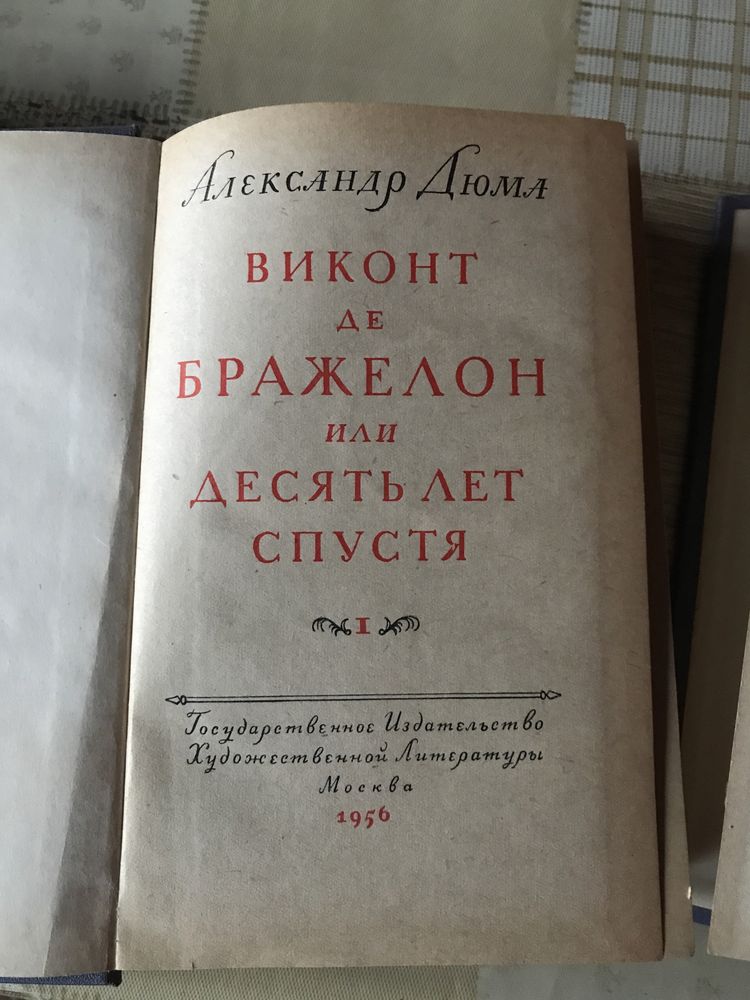 Александр Дюма
ВИКОНТ
ДЕ
БРАЖЕЛОН
ИЛИ
ДЕСЯТЬ ЛЕТ
СПУСТЯ
I
Государственное Издательство
Художественной Литературы
Москва
1956